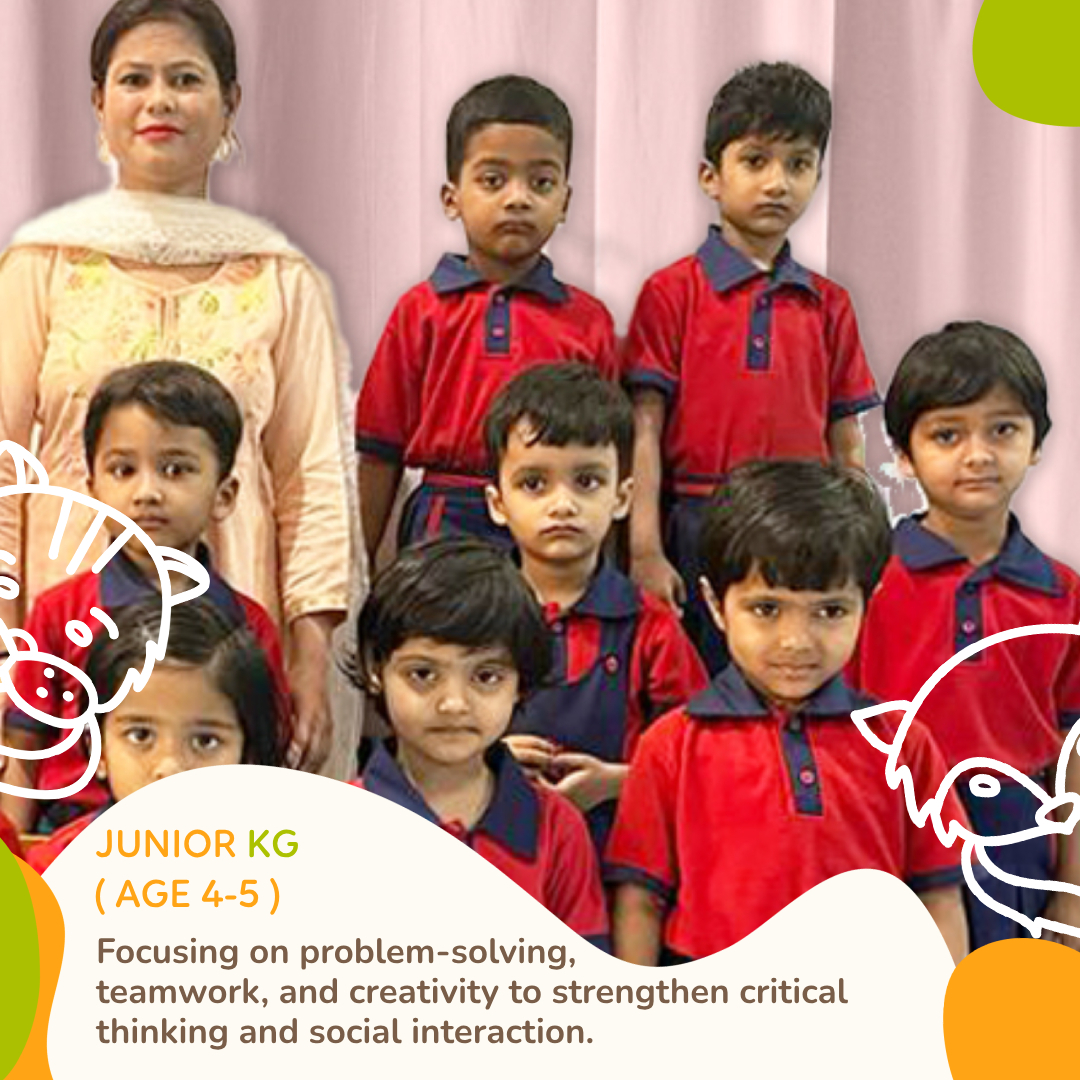 JUNIOR KG
( AGE 4-5 )
Focusing on problem-solving,
teamwork, and creativity to strengthen critical
thinking and social interaction.